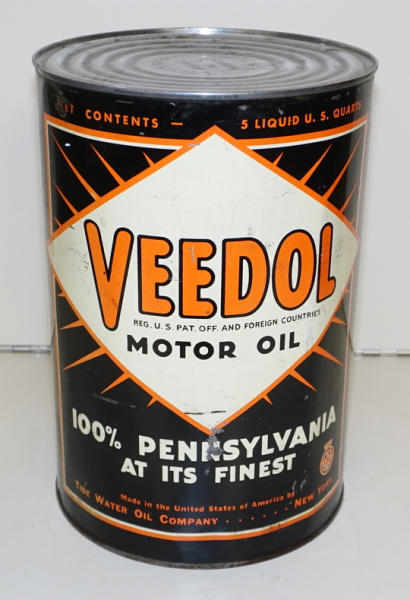 NET CONTENTS — 5 LIQUID U. S. QUARTS
VEEDOL
REG. U. S. PAT. OFF. AND FOREIGN COUNTRIES
MOTOR OIL
100% PENNSYLVANIA
AT ITS FINEST
Made in the United States of America by
TIDE WATER OIL COMPANY . . . . . . NEW YORK